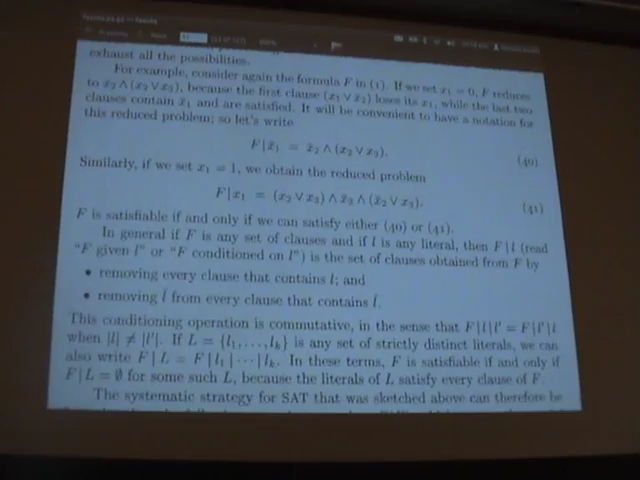 exhaust all the possibilities.
For example, consider again the formula F in (1). If we set x₁ = 0, F reduces
to x̄₂ ∧ (x₂ ∨ x₃), because the first clause (x₁ ∨ x̄₂) loses its x₁, while the last two
clauses contain x̄₁ and are satisfied. It will be convenient to have a notation for
this reduced problem; so let's write
F | x̄₁ = x̄₂ ∧ (x₂ ∨ x₃). (40)
Similarly, if we set x₁ = 1, we obtain the reduced problem
F | x₁ = (x₂ ∨ x₃) ∧ x̄₃ ∧ (x̄₂ ∨ x₃). (41)
F is satisfiable if and only if we can satisfy either (40) or (41).
In general if F is any set of clauses and if l is any literal, then F | l (read
"F given l" or "F conditioned on l") is the set of clauses obtained from F by
• removing every clause that contains l; and
• removing l̄ from every clause that contains l̄.
This conditioning operation is commutative, in the sense that F | l | l′ = F | l′ | l
when |l| ≠ |l′|. If L = {l₁, . . . , lₖ} is any set of strictly distinct literals, we can
also write F | L = F | l₁ | · · · | lₖ. In these terms, F is satisfiable if and only if
F | L = ∅ for some such L, because the literals of L satisfy every clause of F.
The systematic strategy for SAT that was sketched above can therefore be